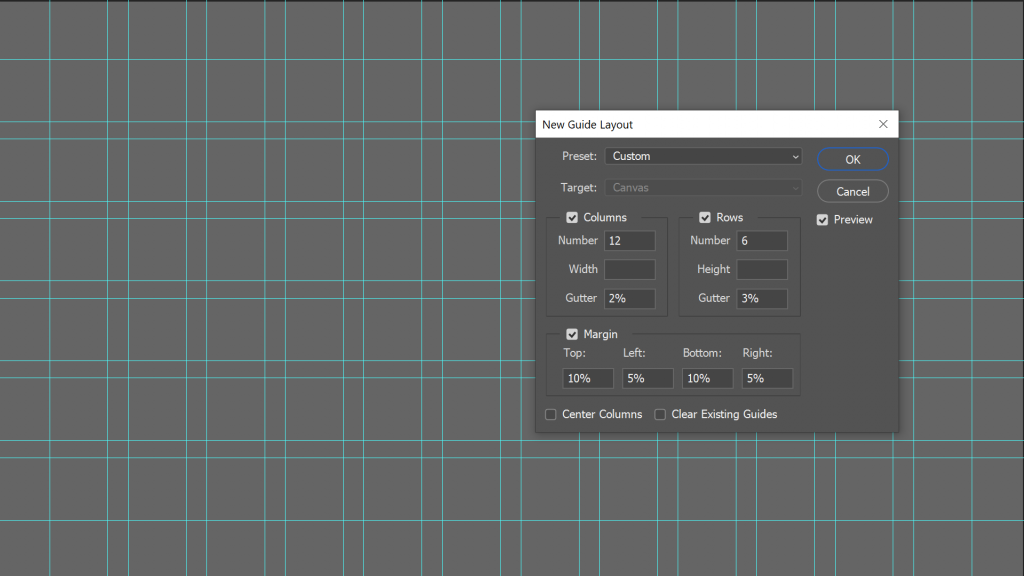 New Guide Layout
Preset: Custom
OK
Target: Canvas
Cancel
Columns
Rows
Preview
Number 12
Number 6
Width
Height
Gutter 2%
Gutter 3%
Margin
Top: Left: Bottom: Right:
10% 5% 10% 5%
Center Columns
Clear Existing Guides